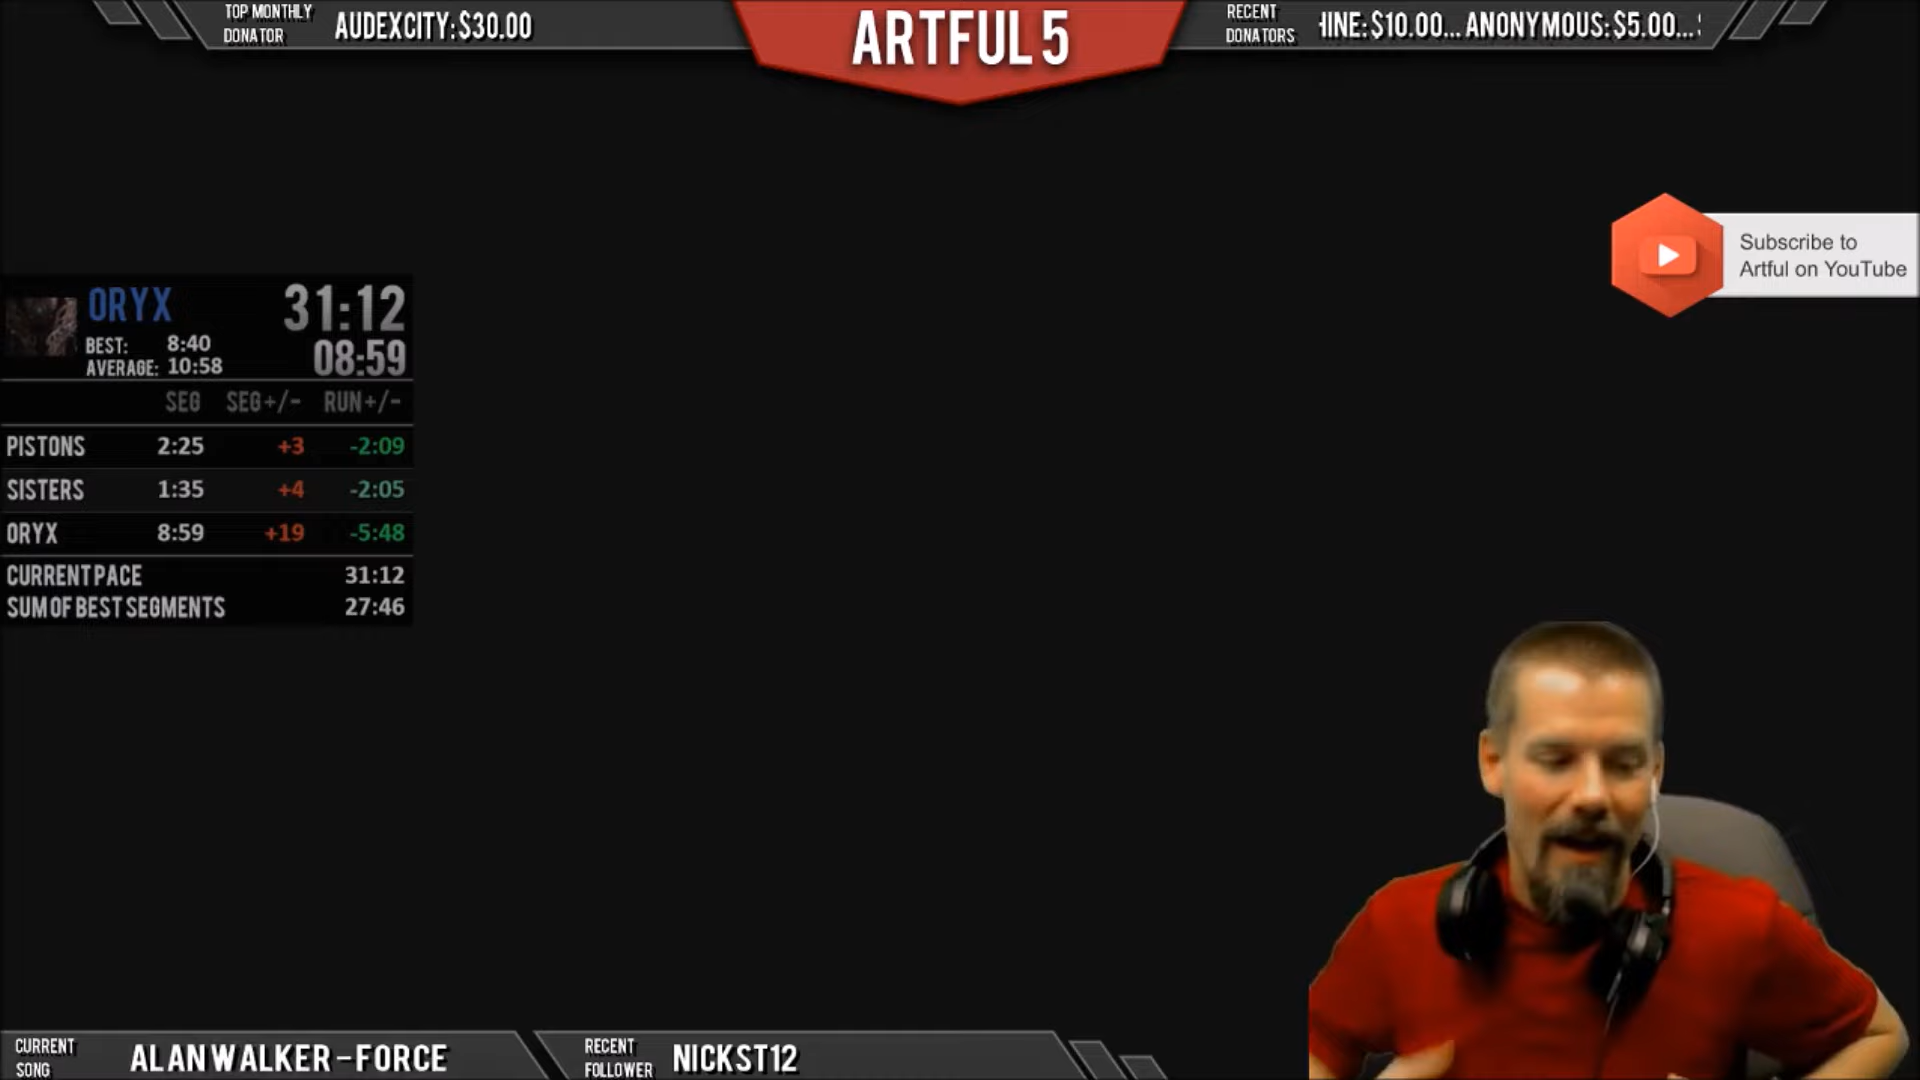 TOP MONTHLY
DONATOR
AUDEXCITY: $30.00
ARTFUL 5
RECENT
DONATORS
HINE: $10.00... ANONYMOUS: $5.00...
Subscribe to
Artful on YouTube
ORYX
31:12
BEST: 8:40
08:59
AVERAGE: 10:58
SEG SEG+/- RUN+/-
PISTONS 2:25 +3 -2:09
SISTERS 1:35 +4 -2:05
ORYX 8:59 +19 -5:48
CURRENT PACE 31:12
SUM OF BEST SEGMENTS 27:46
CURRENT
SONG
ALAN WALKER - FORCE
RECENT
FOLLOWER
NICKST12